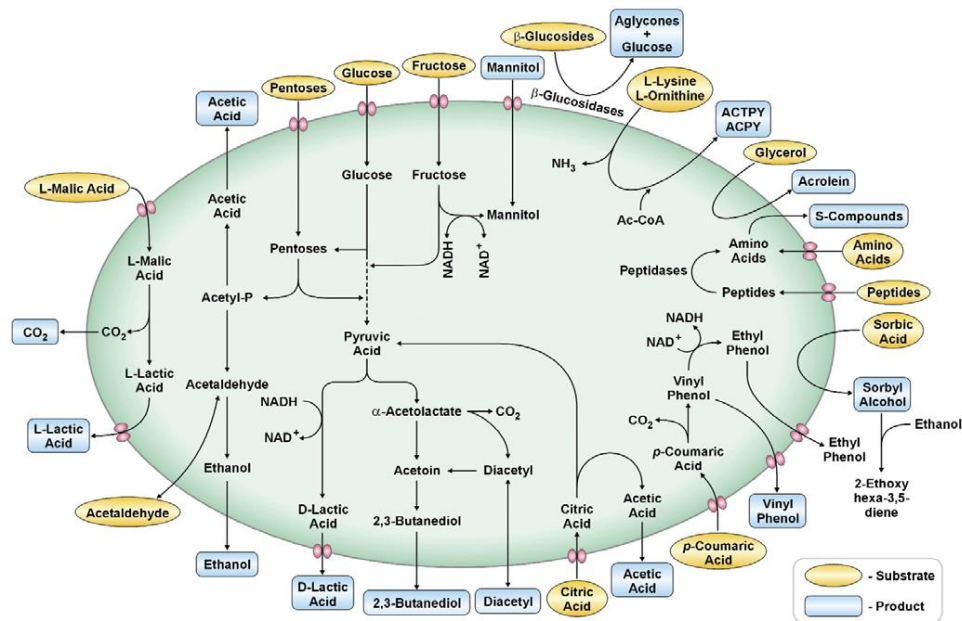 β-Glucosides
Aglycones
+
Glucose
Pentoses
Glucose
Fructose
Mannitol
L-Lysine
L-Ornithine
β-Glucosidases
Acetic
Acid
ACTPY
ACPY
NH3
Glycerol
Glucose
Fructose
L-Malic Acid
Acrolein
Acetic
Acid
Ac-CoA
Mannitol
S-Compounds
NADH
NAD+
Pentoses
Amino
Acids
Amino
Acids
L-Malic
Acid
Peptidases
Acetyl-P
Peptides
Peptides
CO2
CO2
NADH
NAD+
Ethyl
Phenol
Sorbic
Acid
Pyruvic
Acid
L-Lactic
Acid
Acetaldehyde
Vinyl
Phenol
Sorbyl
Alcohol
NADH
NAD+
α-Acetolactate
CO2
CO2
L-Lactic
Acid
Ethanol
p-Coumaric
Acid
Ethyl
Phenol
Ethanol
Acetoin
Diacetyl
2-Ethoxy
hexa-3,5-
diene
Acetaldehyde
D-Lactic
Acid
2,3-Butanediol
Citric
Acid
Acetic
Acid
Vinyl
Phenol
Ethanol
p-Coumaric
Acid
D-Lactic
Acid
2,3-Butanediol
Diacetyl
Citric
Acid
Acetic
Acid
- Substrate
- Product